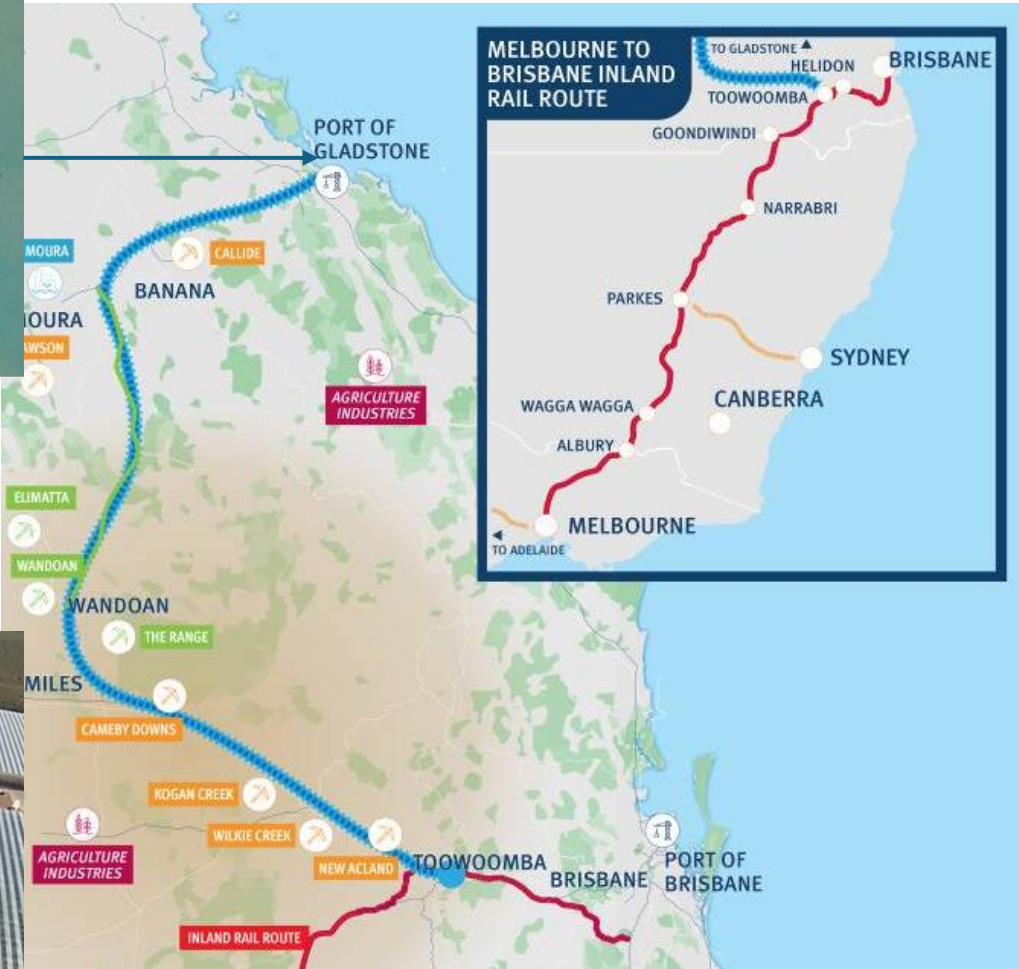 PORT OF
GLADSTONE
CALLIDE
MOURA
BANANA
AGRICULTURE
INDUSTRIES
ELIMATTA
WANDOAN
WANDOAN
THE RANGE
MILES
CAMEBY DOWNS
KOGAN CREEK
WILKIE CREEK
AGRICULTURE
INDUSTRIES
NEW ACLAND
TOOWOOMBA
BRISBANE
PORT OF
BRISBANE
INLAND RAIL ROUTE
MELBOURNE TO
BRISBANE INLAND
RAIL ROUTE
TO GLADSTONE
HELIDON
BRISBANE
TOOWOOMBA
GOONDIWINDI
NARRABRI
PARKES
SYDNEY
CANBERRA
WAGGA WAGGA
ALBURY
MELBOURNE
TO ADELAIDE